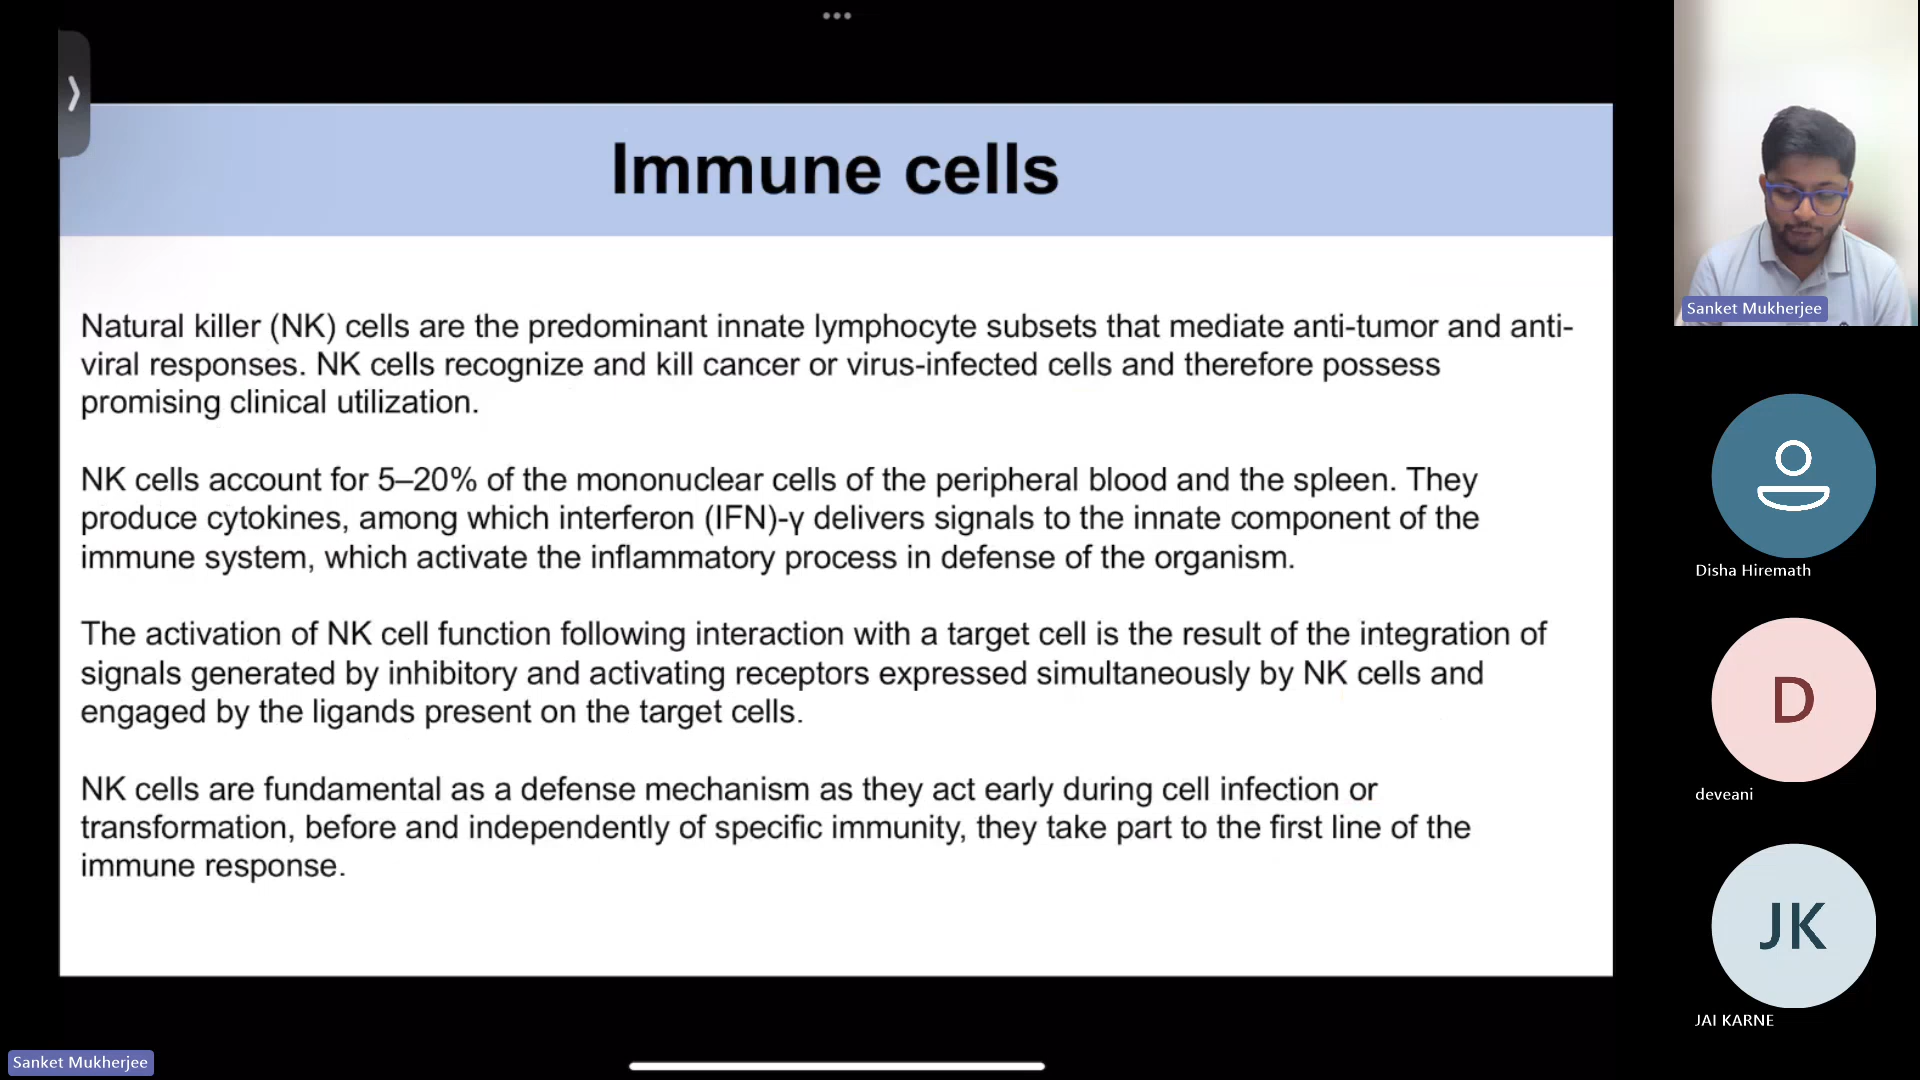 Immune cells
Natural killer (NK) cells are the predominant innate lymphocyte subsets that mediate anti-tumor and anti-
viral responses. NK cells recognize and kill cancer or virus-infected cells and therefore possess
promising clinical utilization.
NK cells account for 5–20% of the mononuclear cells of the peripheral blood and the spleen. They
produce cytokines, among which interferon (IFN)-γ delivers signals to the innate component of the
immune system, which activate the inflammatory process in defense of the organism.
The activation of NK cell function following interaction with a target cell is the result of the integration of
signals generated by inhibitory and activating receptors expressed simultaneously by NK cells and
engaged by the ligands present on the target cells.
NK cells are fundamental as a defense mechanism as they act early during cell infection or
transformation, before and independently of specific immunity, they take part to the first line of the
immune response.
Sanket Mukherjee
Disha Hiremath
D
deveani
JK
JAI KARNE
Sanket Mukherjee